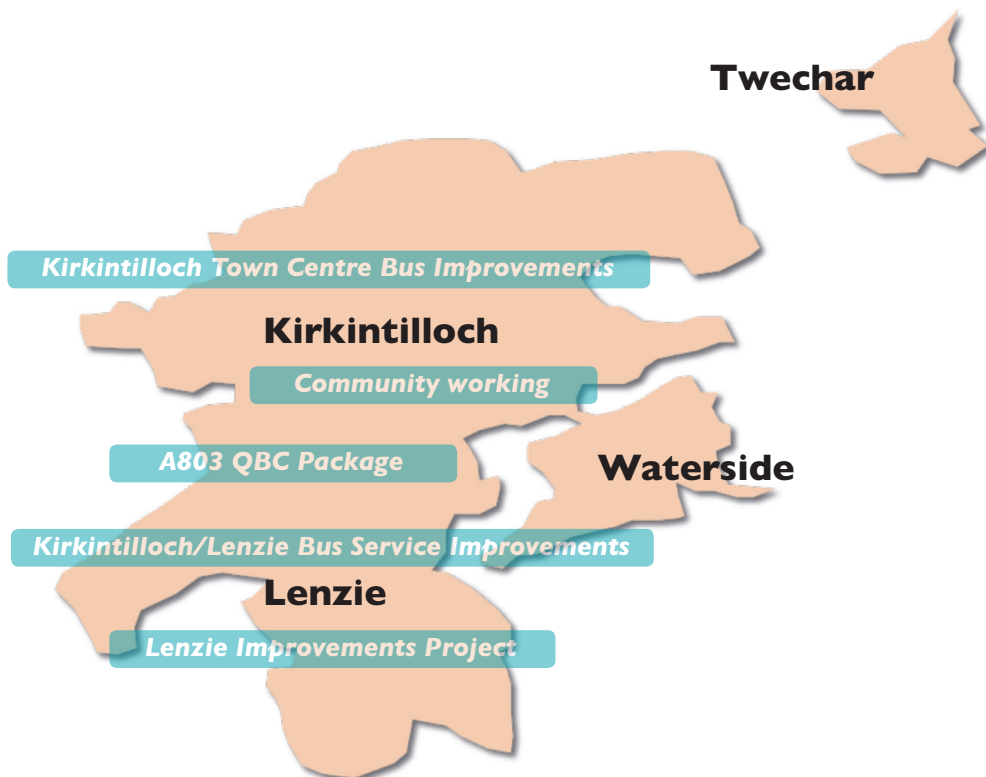 Twechar
Kirkintilloch Town Centre Bus Improvements
Kirkintilloch
Community working
A803 QBC Package
Waterside
Kirkintilloch/Lenzie Bus Service Improvements
Lenzie
Lenzie Improvements Project